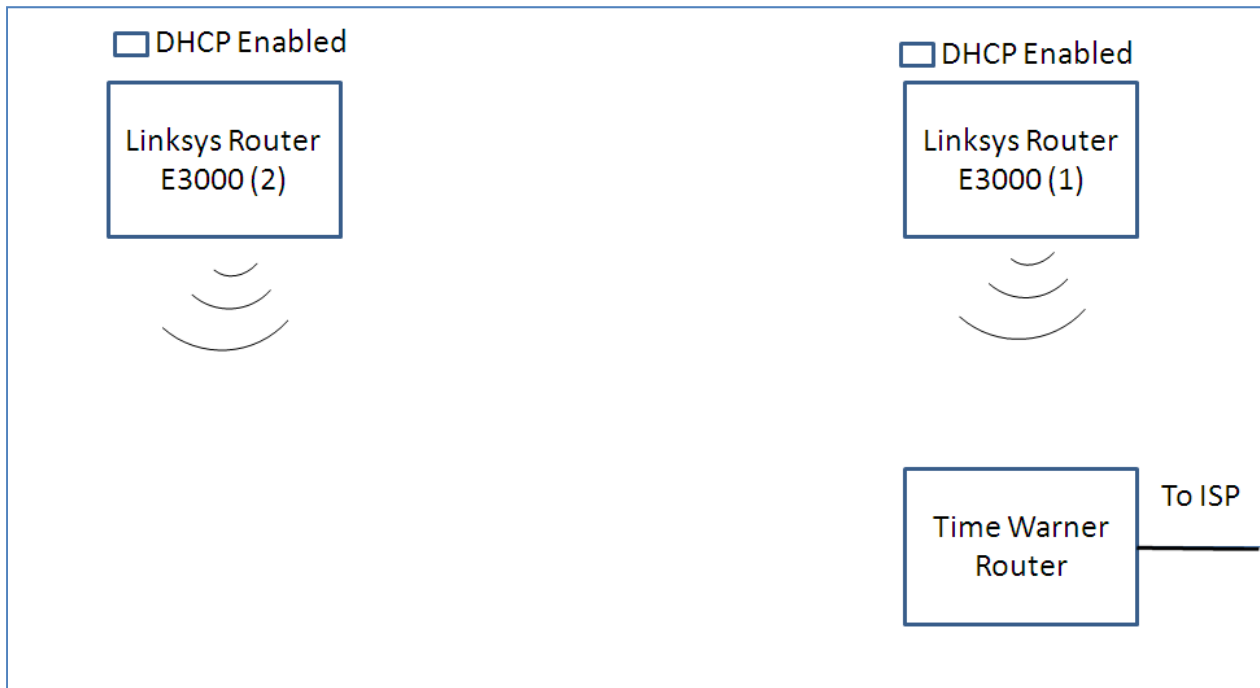 DHCP Enabled
DHCP Enabled
Linksys Router
E3000 (2)
Linksys Router
E3000 (1)
To ISP
Time Warner
Router